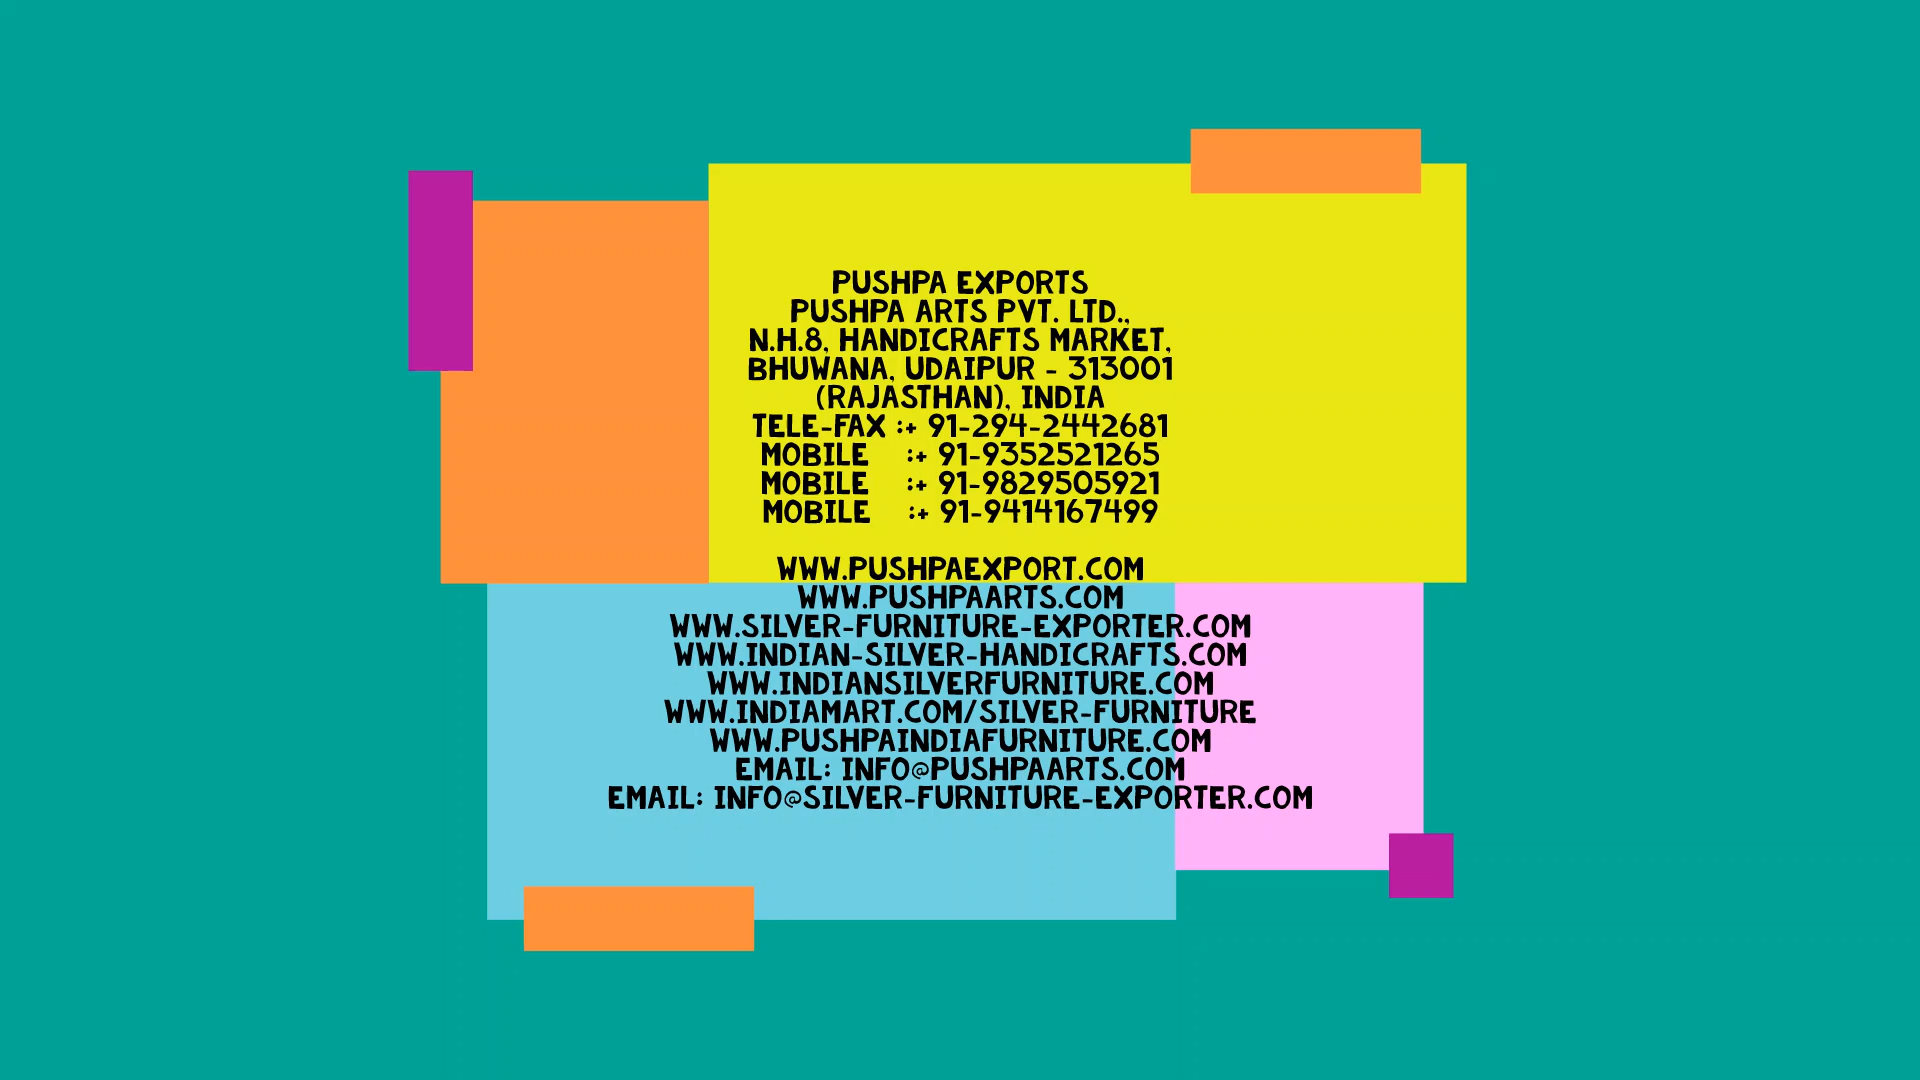 PUSHPA EXPORTS
PUSHPA ARTS PVT. LTD.,
N.H.8, HANDICRAFTS MARKET,
BHUWANA, UDAIPUR - 313001
(RAJASTHAN), INDIA
TELE-FAX :+ 91-294-2442681
MOBILE :+ 91-9352521265
MOBILE :+ 91-9829505921
MOBILE :+ 91-9414167499
WWW.PUSHPAEXPORT.COM
WWW.PUSHPAARTS.COM
WWW.SILVER-FURNITURE-EXPORTER.COM
WWW.INDIAN-SILVER-HANDICRAFTS.COM
WWW.INDIANSILVERFURNITURE.COM
WWW.INDIAMART.COM/SILVER-FURNITURE
WWW.PUSHPAINDIAFURNITURE.COM
EMAIL: INFO@PUSHPAARTS.COM
EMAIL: INFO@SILVER-FURNITURE-EXPORTER.COM